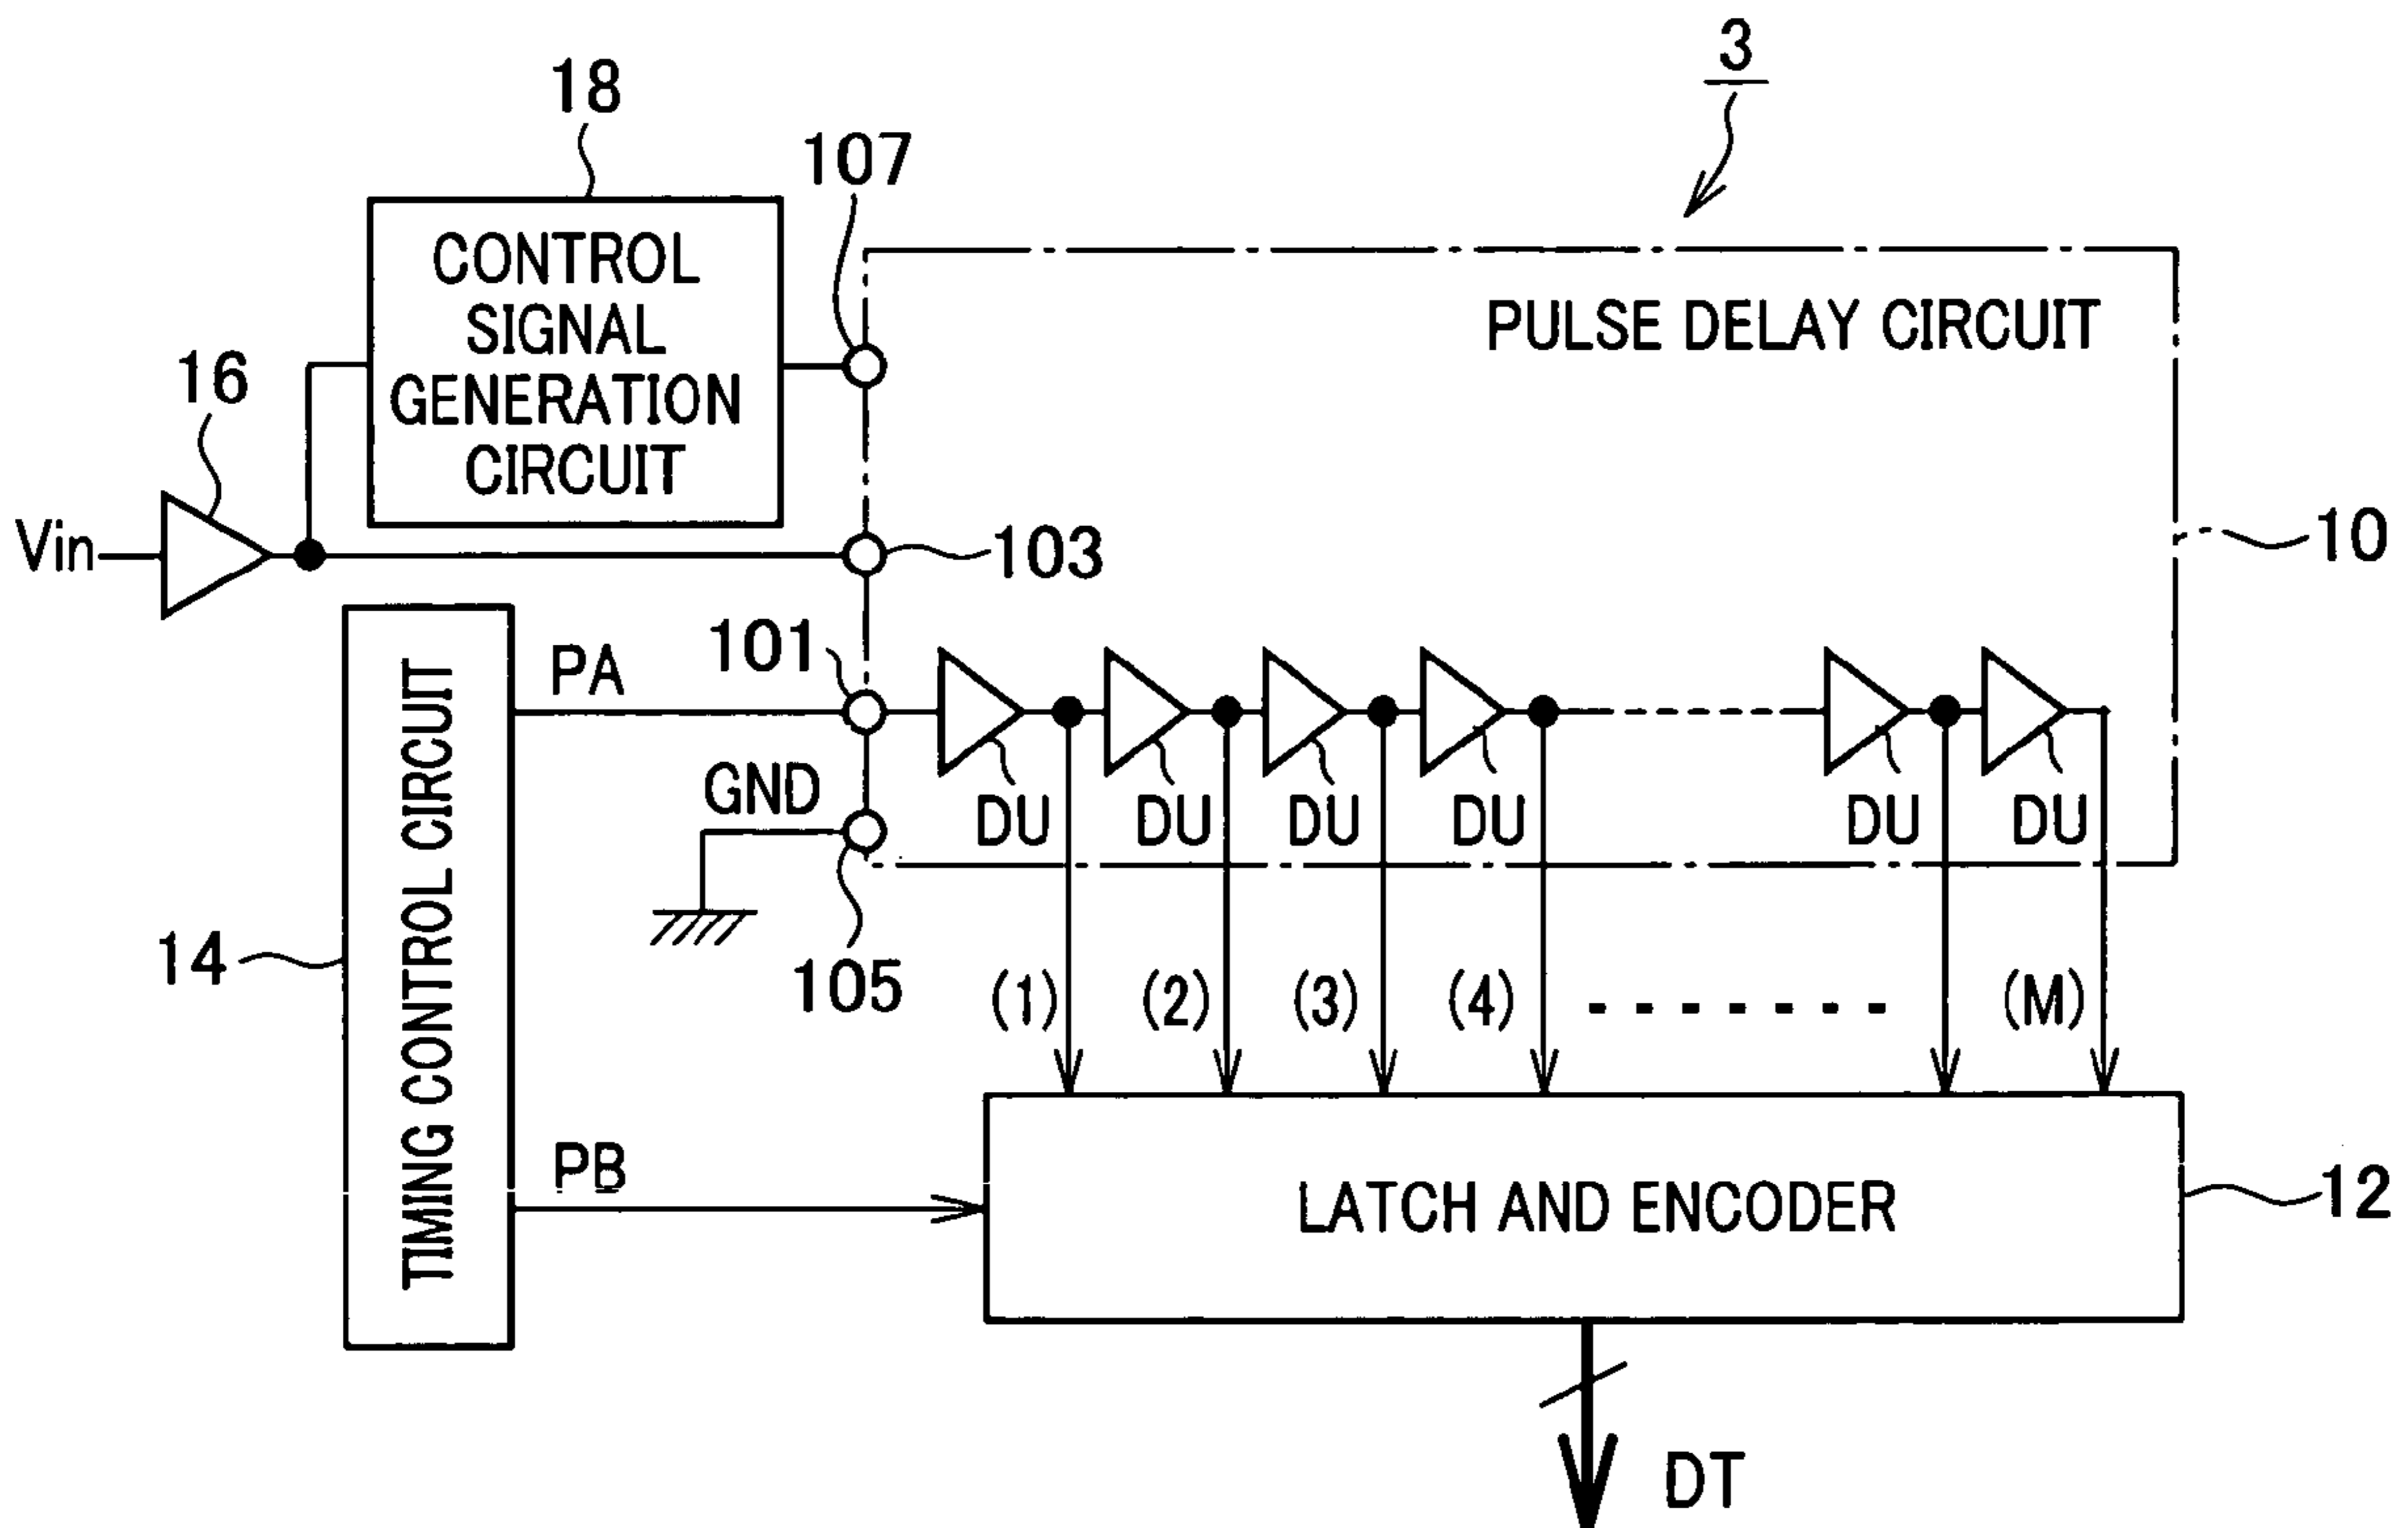 3
18
107
CONTROL
SIGNAL
GENERATION
CIRCUIT
PULSE DELAY CIRCUIT
16
Vin
103
10
TIMING CONTROL CIRCUIT
PA
101
GND
DU DU DU DU DU DU
14
105
(1) (2) (3) (4) (M)
PB
LATCH AND ENCODER
12
DT